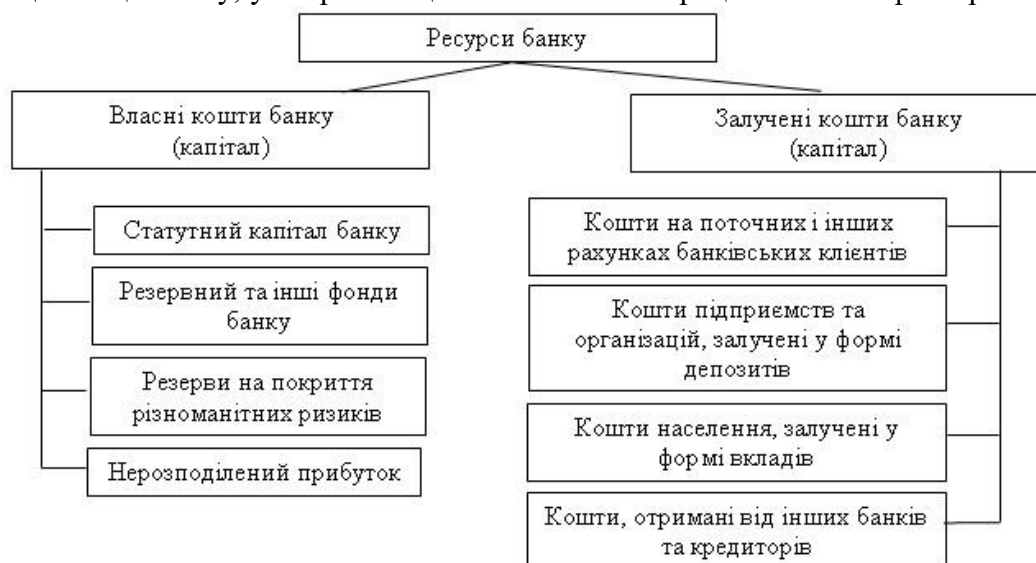 Ресурси банку
Власні кошти банку
(капітал)
Залучені кошти банку
(капітал)
Статутний капітал банку
Резервний та інші фонди
банку
Резерви на покриття
різноманітних ризиків
Нерозподілений прибуток
Кошти на поточних і інших
рахунках банківських клієнтів
Кошти підприємств та
організацій, залучені у формі
депозитів
Кошти населення, залучені у
формі вкладів
Кошти, отримані від інших банків
та кредиторів